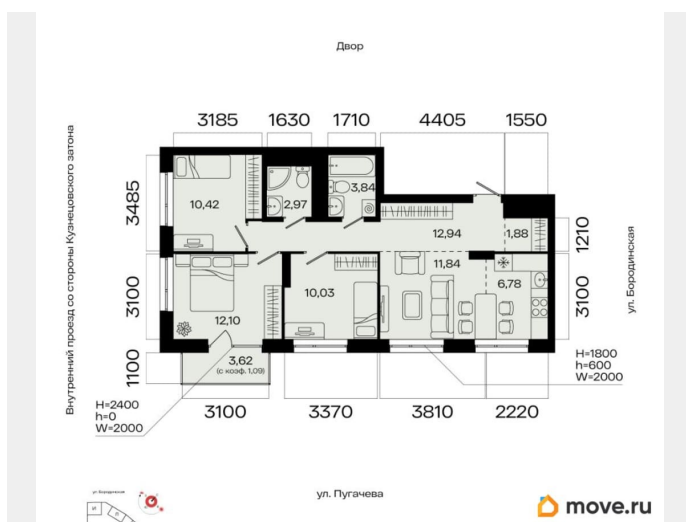 Двор
3185
1630
1710
4405
1550
Внутренний проезд со стороны Кузнецовского затона
3485
3100
1100
10,42
2,97
3,84
12,94
1,88
1210
3100
ул. Бородинская
11,84
6,78
10,03
12,10
3,62
(с коэф. 1,09)
H=2400
h=0
W=2000
3100
3370
3810
2220
H=1800
h=600
W=2000
ул. Пугачева
ул. Бородинская
move.ru